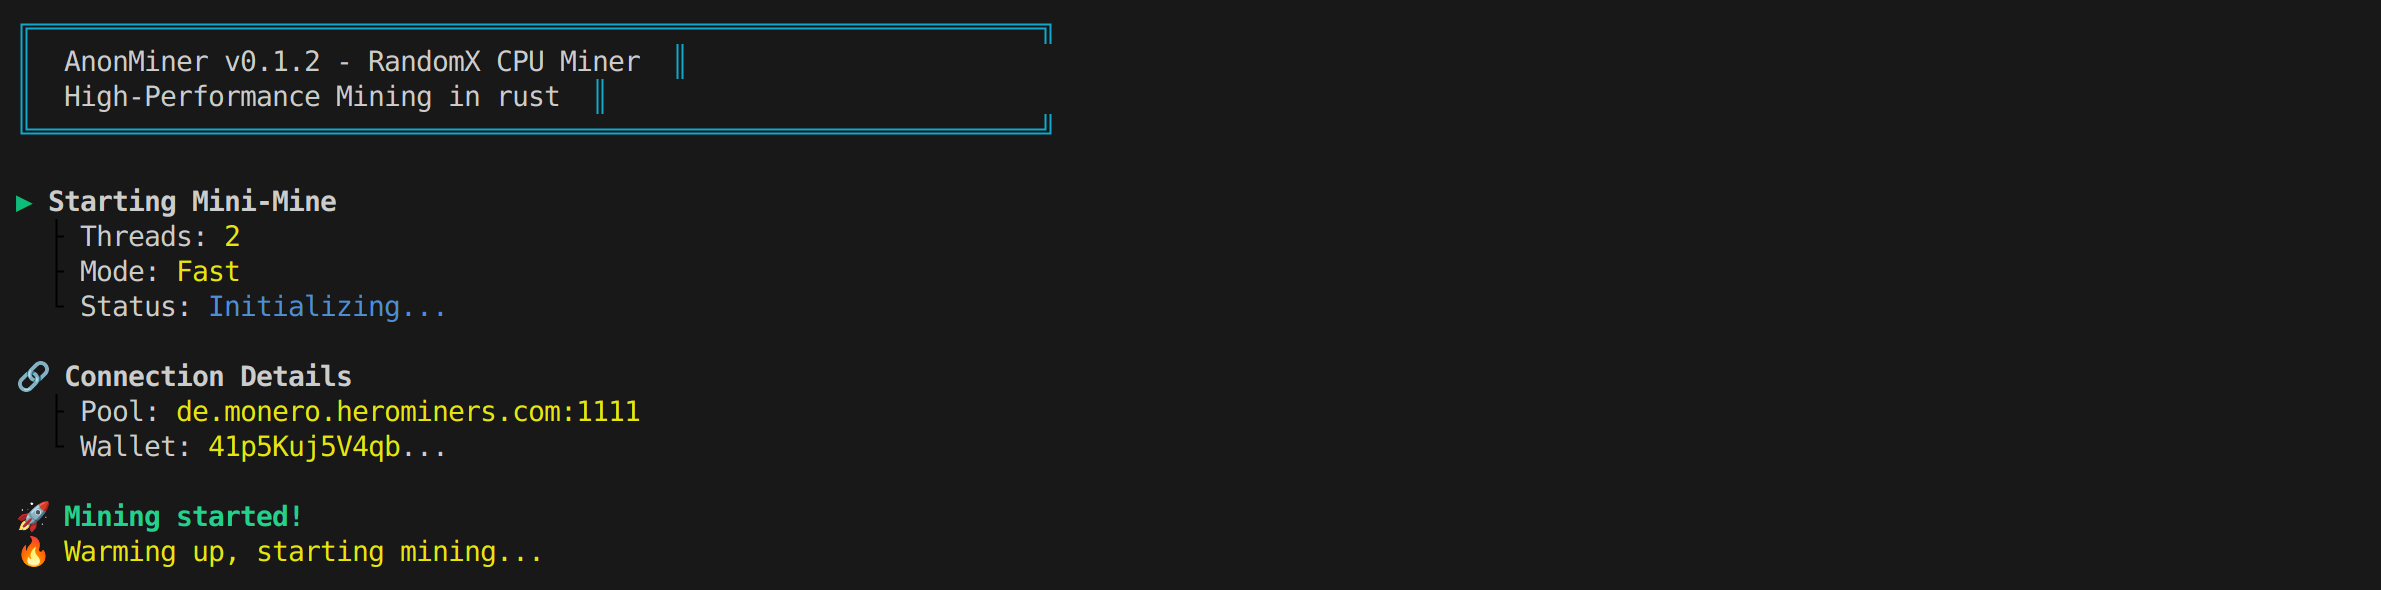 AnonMiner v0.1.2 - RandomX CPU Miner
High-Performance Mining in rust
▶ Starting Mini-Mine
├ Threads: 2
├ Mode: Fast
└ Status: Initializing...
🔗 Connection Details
├ Pool: de.monero.herominers.com:1111
└ Wallet: 41p5Kuj5V4qb...
🚀 Mining started!
🔥 Warming up, starting mining...